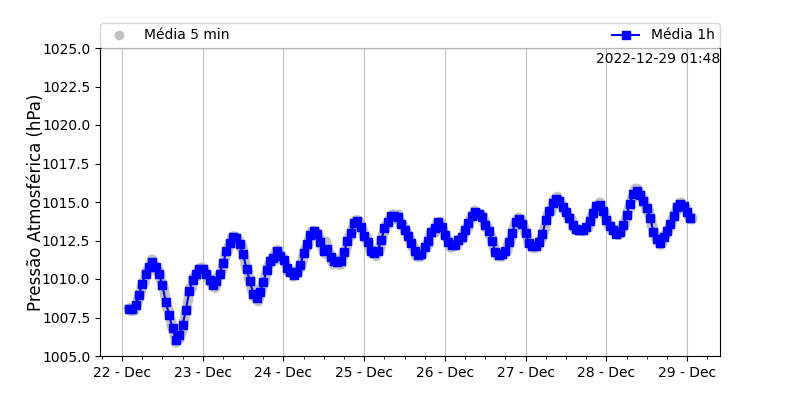 Média 5 min
Média 1h
2022-12-29 01:48
Pressão Atmosférica (hPa)
1025.0
1022.5
1020.0
1017.5
1015.0
1012.5
1010.0
1007.5
1005.0
22 - Dec
23 - Dec
24 - Dec
25 - Dec
26 - Dec
27 - Dec
28 - Dec
29 - Dec